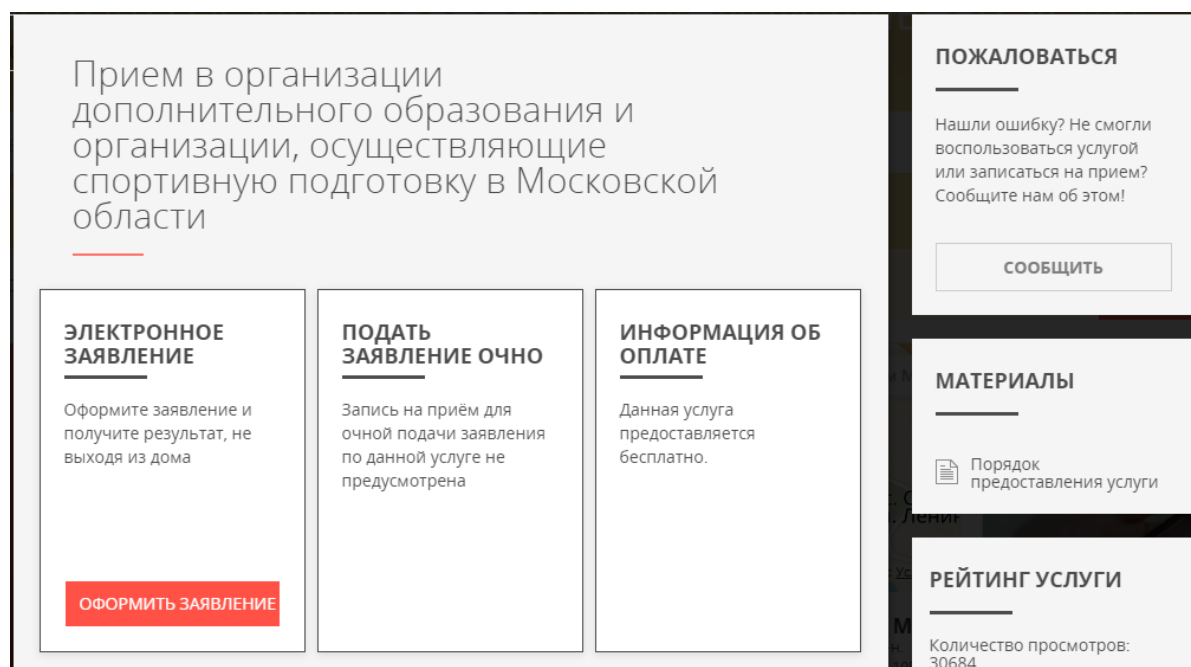 Прием в организации
дополнительного образования и
организации, осуществляющие
спортивную подготовку в Московской
области
ЭЛЕКТРОННОЕ
ЗАЯВЛЕНИЕ
Оформите заявление и
получите результат, не
выходя из дома
ОФОРМИТЬ ЗАЯВЛЕНИЕ
ПОДАТЬ
ЗАЯВЛЕНИЕ ОЧНО
Запись на приём для
очной подачи заявления
по данной услуге не
предусмотрена
ИНФОРМАЦИЯ ОБ
ОПЛАТЕ
Данная услуга
предоставляется
бесплатно.
ПОЖАЛОВАТЬСЯ
Нашли ошибку? Не смогли
воспользоваться услугой
или записаться на прием?
Сообщите нам об этом!
СООБЩИТЬ
МАТЕРИАЛЫ
Порядок
предоставления услуги
РЕЙТИНГ УСЛУГИ
Количество просмотров:
30684